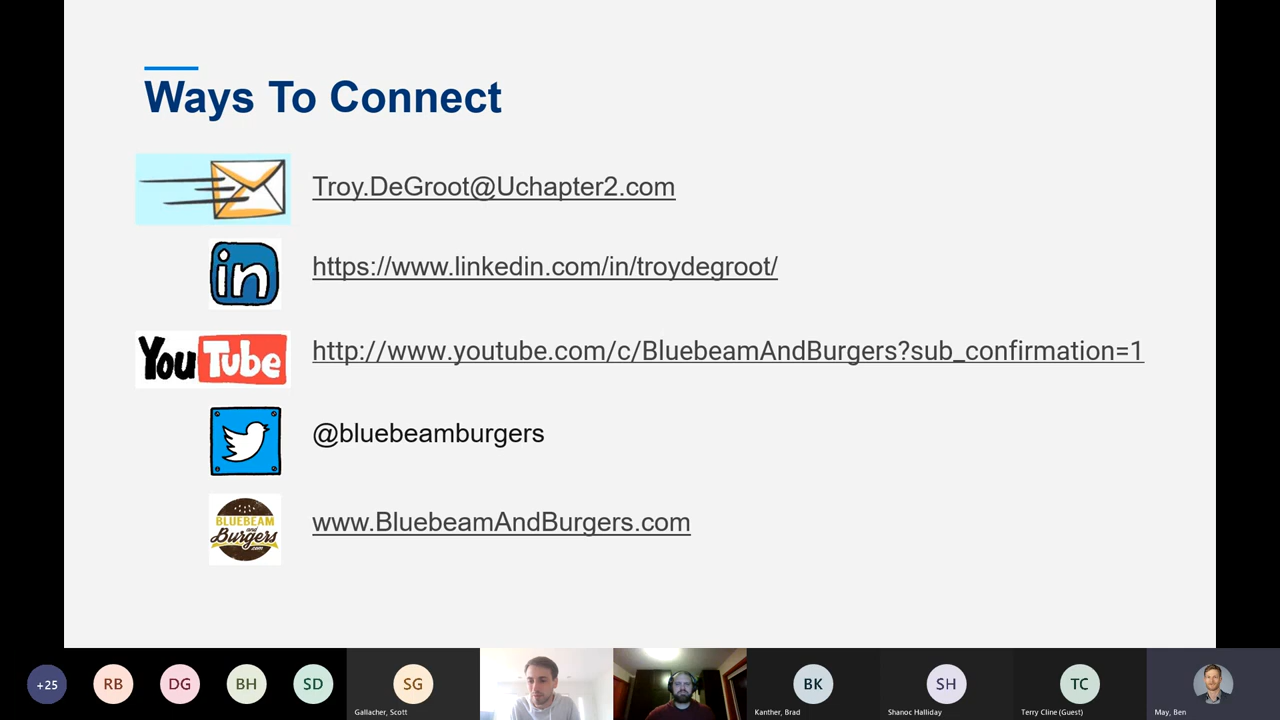 Ways To Connect
Troy.DeGroot@Uchapter2.com
in
https://www.linkedin.com/in/troydegroot/
YouTube
http://www.youtube.com/c/BluebeamAndBurgers?sub_confirmation=1
@bluebeamburgers
BLUEBEAM
and
Burgers
.com
www.BluebeamAndBurgers.com
+25 RB DG BH SD SG BK SH TC
Gallacher, Scott Kanther, Brad Shanoc Halliday Terry Cline (Guest) May, Ben